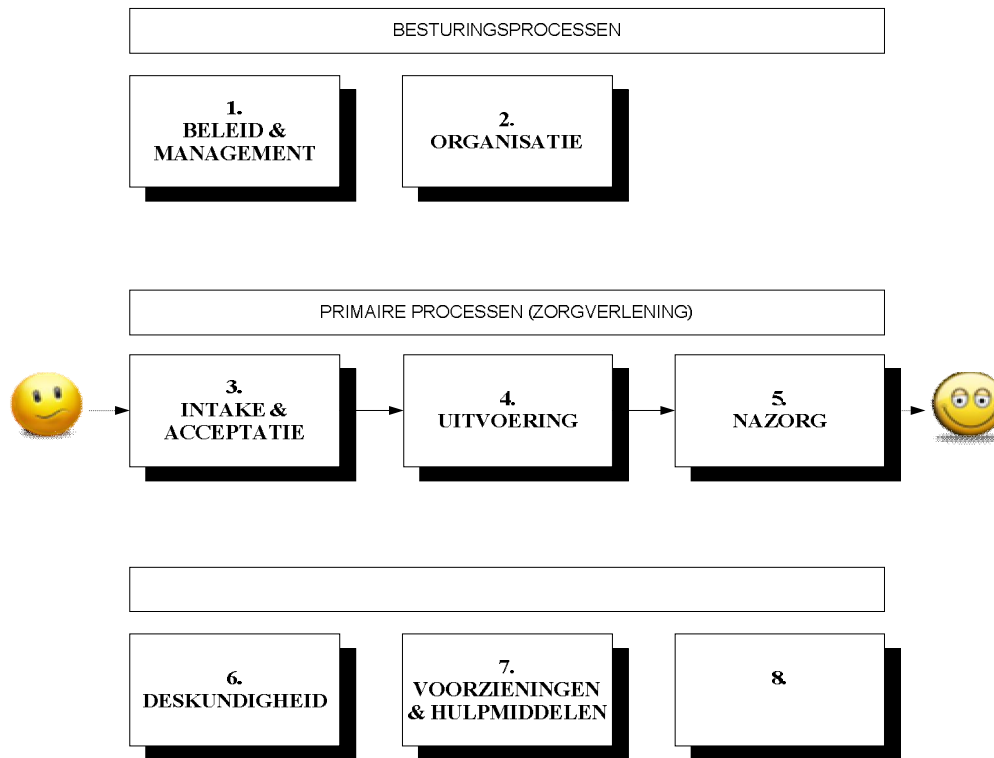 BESTURINGSPROCESSEN
1.
BELEID &
MANAGEMENT
2.
ORGANISATIE
PRIMAIRE PROCESSEN (ZORGVERLENING)
3.
INTAKE &
ACCEPTATIE
4.
UITVOERING
5.
NAZORG
6.
DESKUNDIGHEID
7.
VOORZIENINGEN
& HULPMIDDELEN
8.